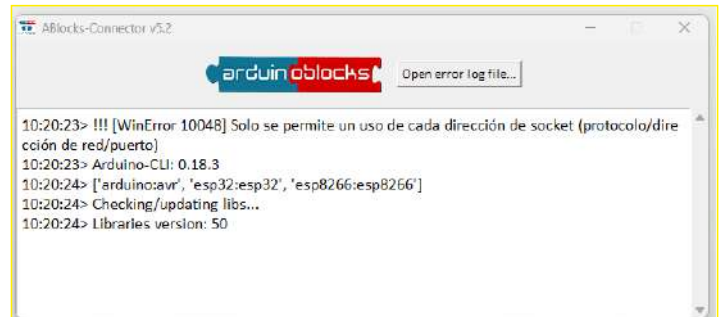 ABlocks-Connector v5.2
arduinoblocks
Open error log file...
10:20:23> !!! [WinError 10048] Solo se permite un uso de cada dirección de socket (protocolo/dire
cción de red/puerto)
10:20:23> Arduino-CLI: 0.18.3
10:20:24> ['arduino:avr', 'esp32:esp32', 'esp8266:esp8266']
10:20:24> Checking/updating libs...
10:20:24> Libraries version: 50